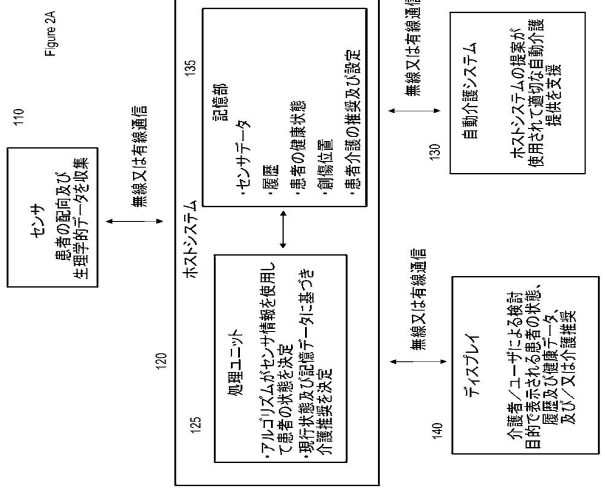 Figure 2A
110
センサ
患者の配向及び
生理学的データを収集
無線又は有線通信
120
ホストシステム
125
処理ユニット
・アルゴリズムがセンサ情報を使用し
て患者の状態を決定
・現行状態及び記憶データに基づき
介護推奨を決定
135
記憶部
・センサデータ
・履歴
・患者の健康状態
・創傷位置
・患者介護の推奨及び設定
無線又は有線通信
無線又は有線通信
140
ディスプレイ
介護者/ユーザによる検討
目的で表示される患者の状態、
履歴及び健康データ、
及び/又は介護推奨
130
自動介護システム
ホストシステムの提案が
使用されて適切な自動介護
提供を支援